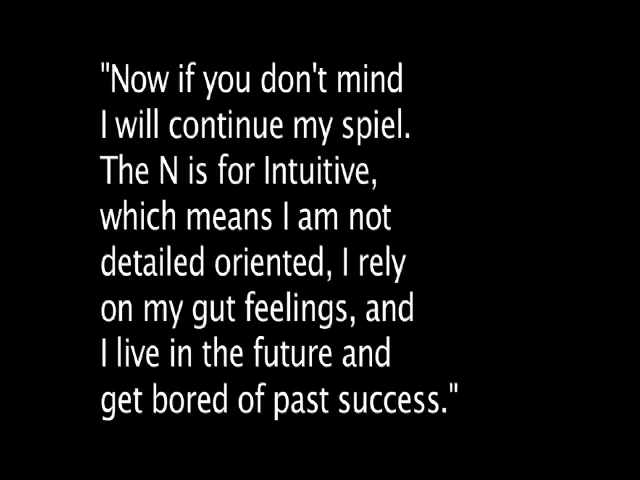 "Now if you don't mind
I will continue my spiel.
The N is for Intuitive,
which means I am not
detailed oriented, I rely
on my gut feelings, and
I live in the future and
get bored of past success."